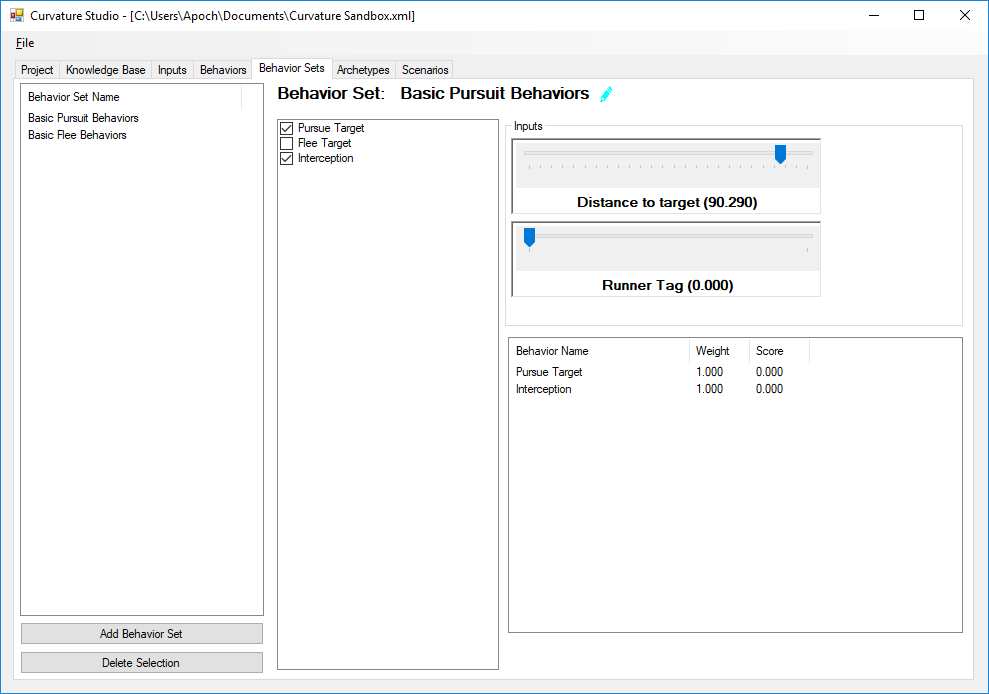 Curvature Studio - [C:\Users\Apoch\Documents\Curvature Sandbox.xml]
File
Project Knowledge Base Inputs Behaviors Behavior Sets Archetypes Scenarios
Behavior Set Name
Basic Pursuit Behaviors
Basic Flee Behaviors
Add Behavior Set
Delete Selection
Behavior Set: Basic Pursuit Behaviors
Pursue Target
Flee Target
Interception
Inputs
Distance to target (90.290)
Runner Tag (0.000)
Behavior Name Weight Score
Pursue Target 1.000 0.000
Interception 1.000 0.000